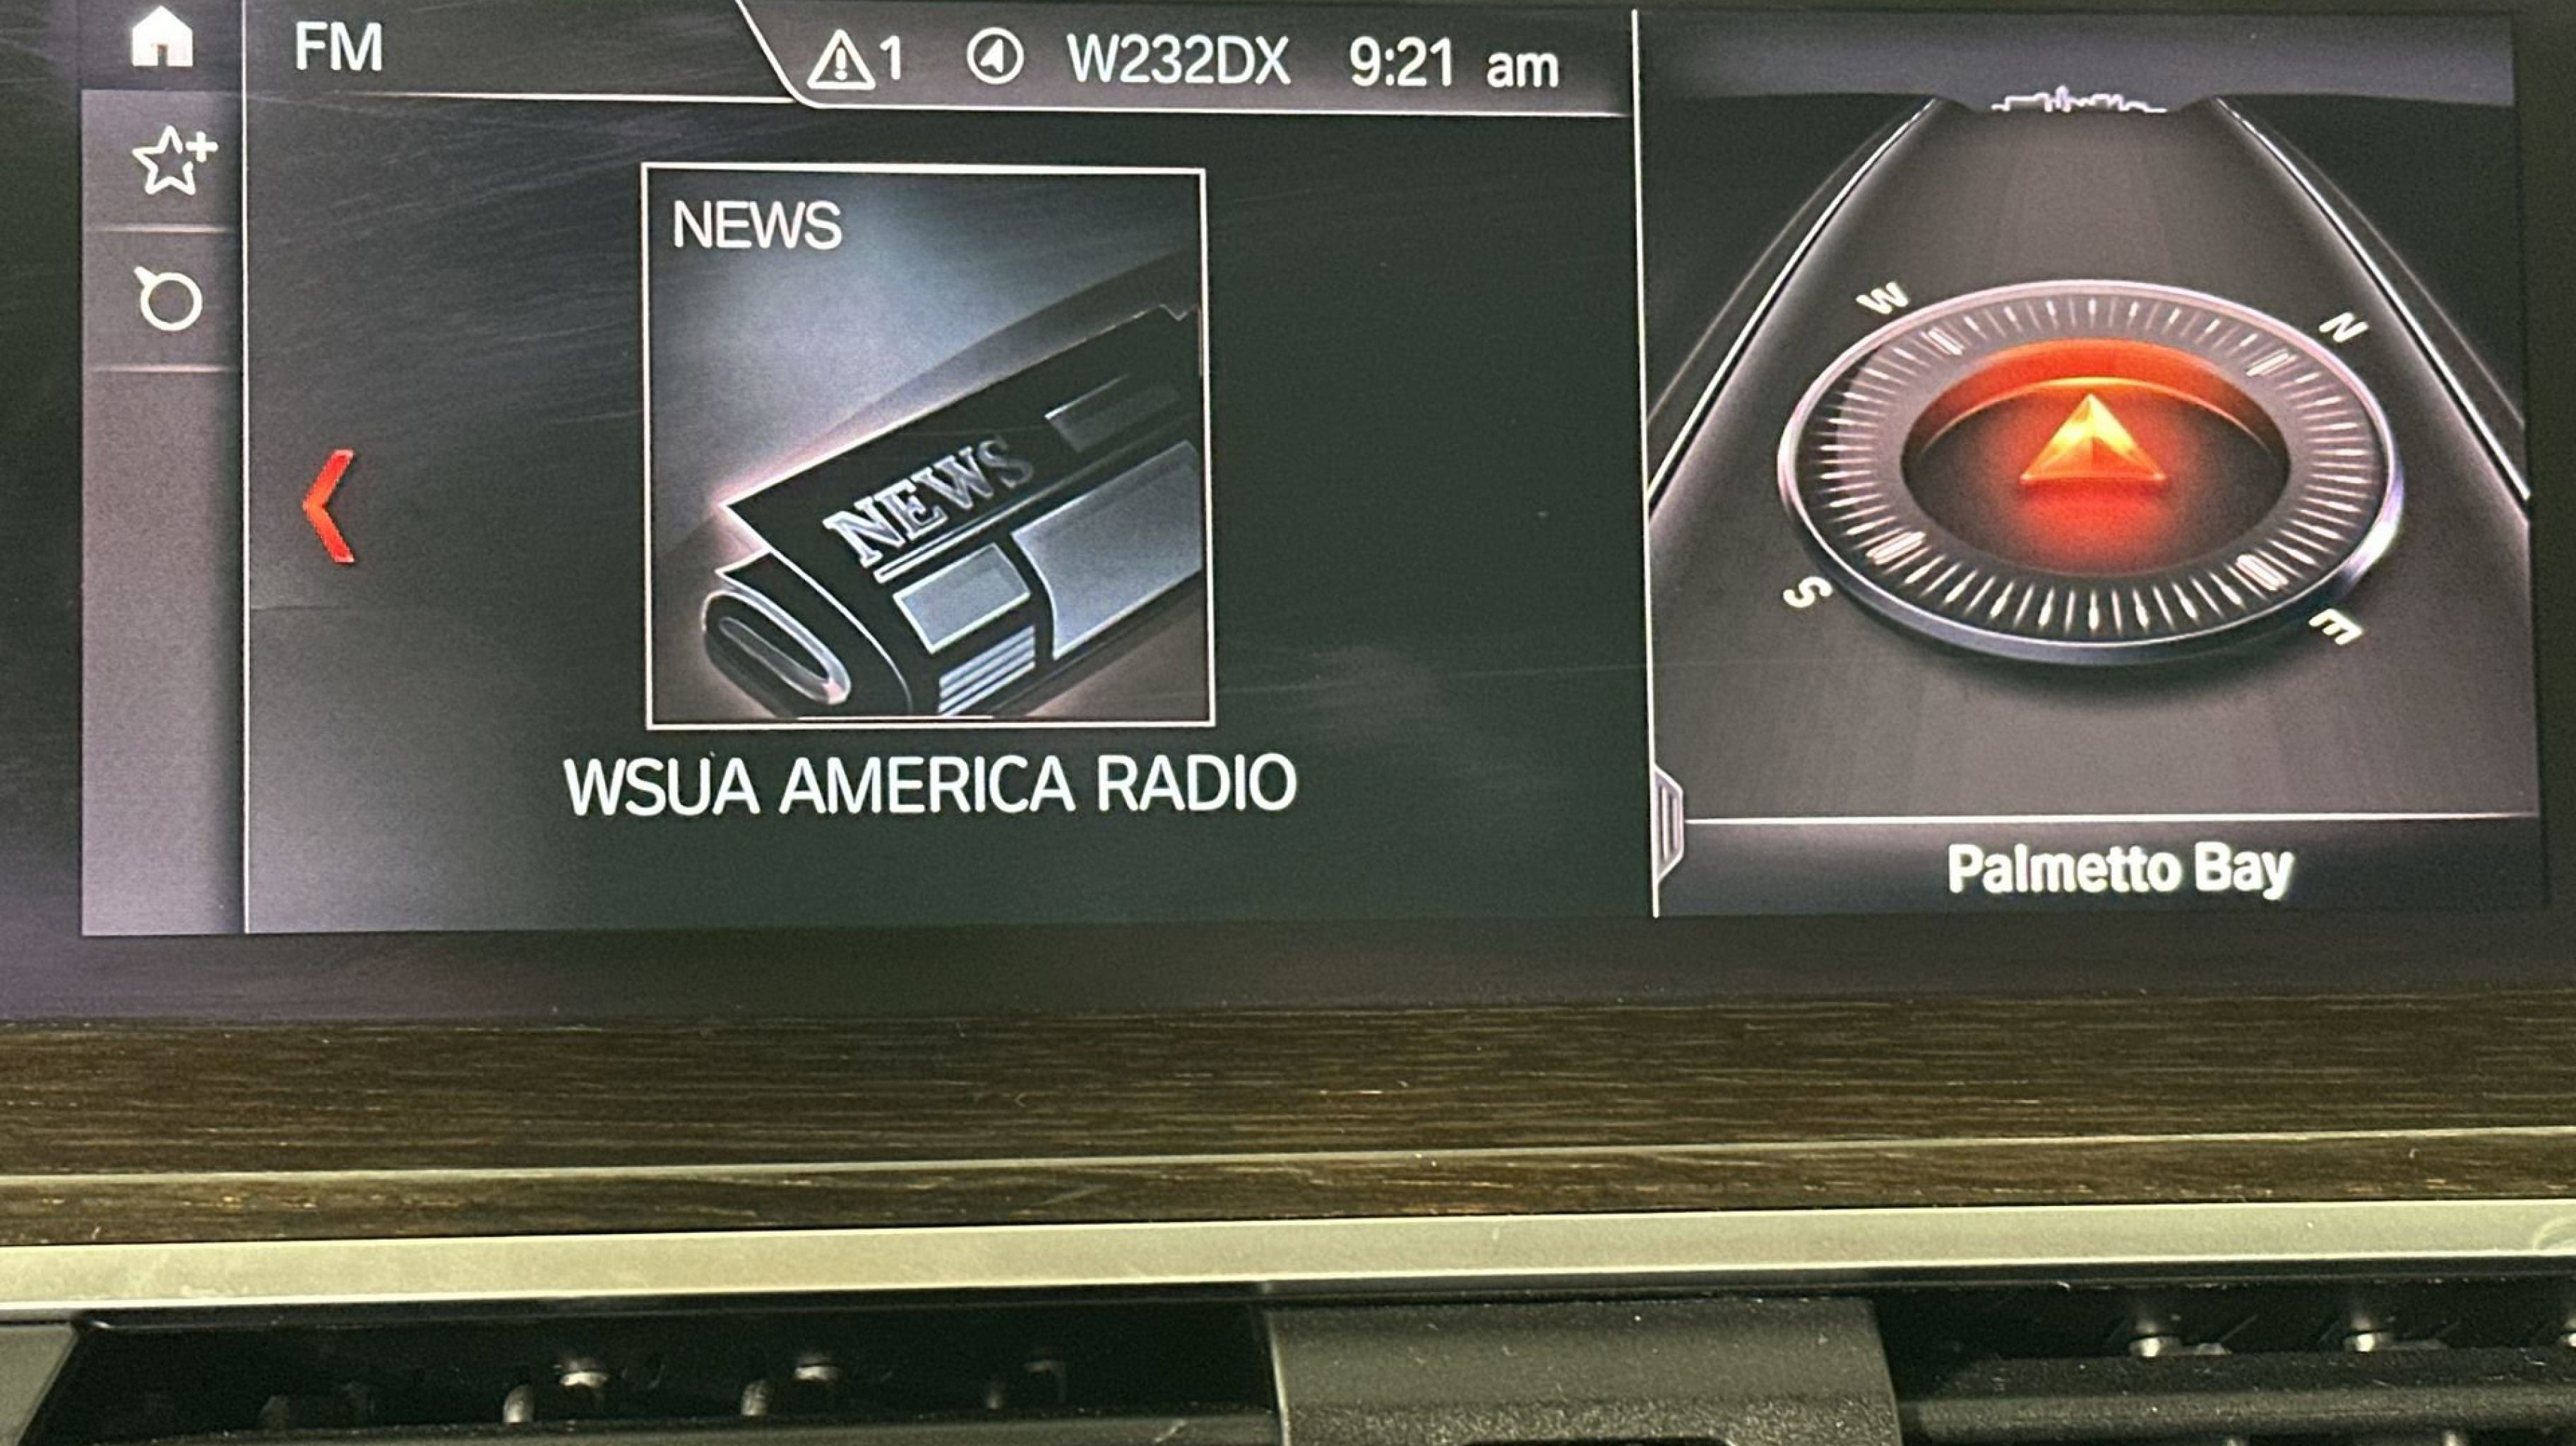 FM
1 W232DX 9:21 am
NEWS
NEWS
WSUA AMERICA RADIO
W
N
S
E
Palmetto Bay